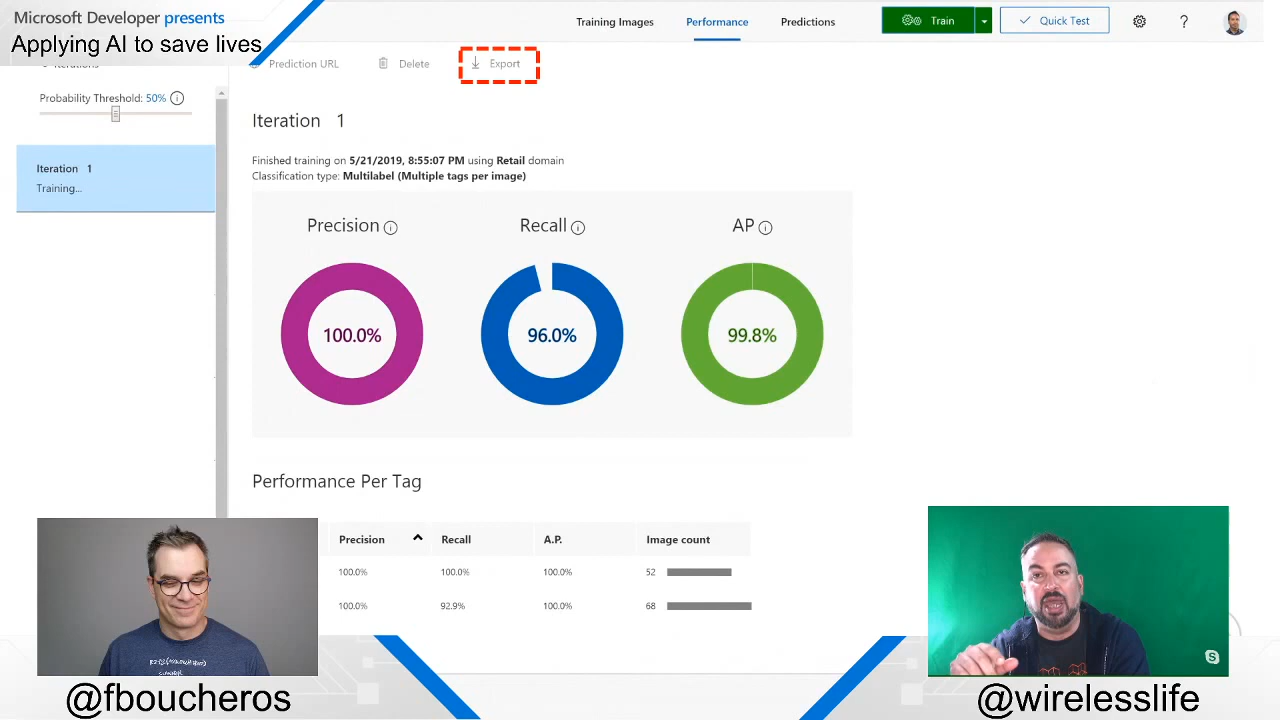 Microsoft Developer presents
Applying AI to save lives
Training Images Performance Predictions Train Quick Test ?
Prediction URL Delete Export
Probability Threshold: 50%
Iteration 1
Training...
Iteration 1
Finished training on 5/21/2019, 8:55:07 PM using Retail domain
Classification type: Multilabel (Multiple tags per image)
Precision Recall AP
100.0% 96.0% 99.8%
Performance Per Tag
Precision Recall A.P. Image count
100.0% 100.0% 100.0% 52
100.0% 92.9% 100.0% 68
@fboucheros
@wirelesslife